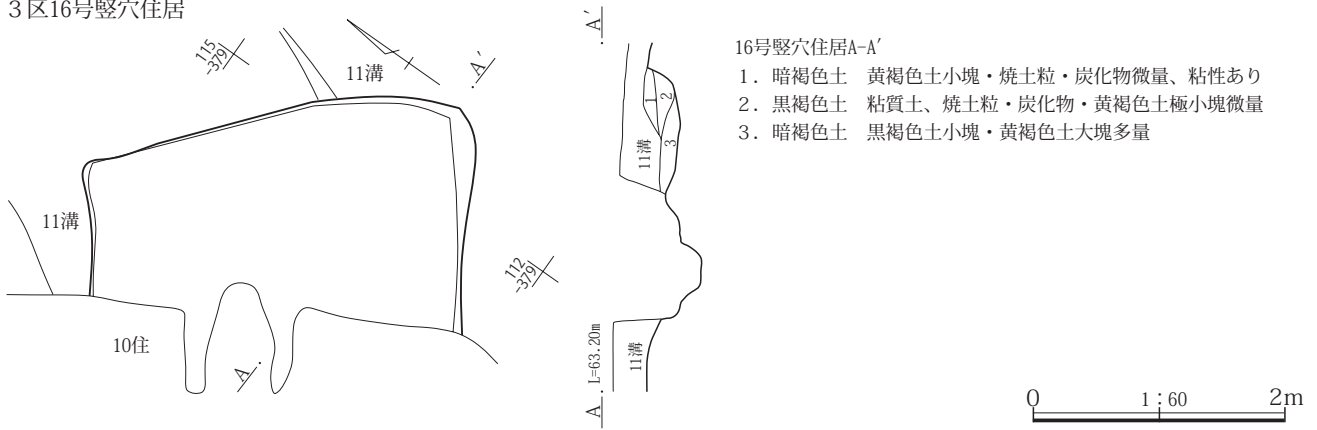 3区16号竪穴住居
115
-379
11溝
A′
11溝
112
-379
10住
A
A′
1
2
3
11溝
11溝
A
L=63.20m
16号竪穴住居A-A′
1. 暗褐色土　黄褐色土小塊・焼土粒・炭化物微量、粘性あり
2. 黒褐色土　粘質土、焼土粒・炭化物・黄褐色土極小塊微量
3. 暗褐色土　黒褐色土小塊・黄褐色土大塊多量
0 1：60 2m